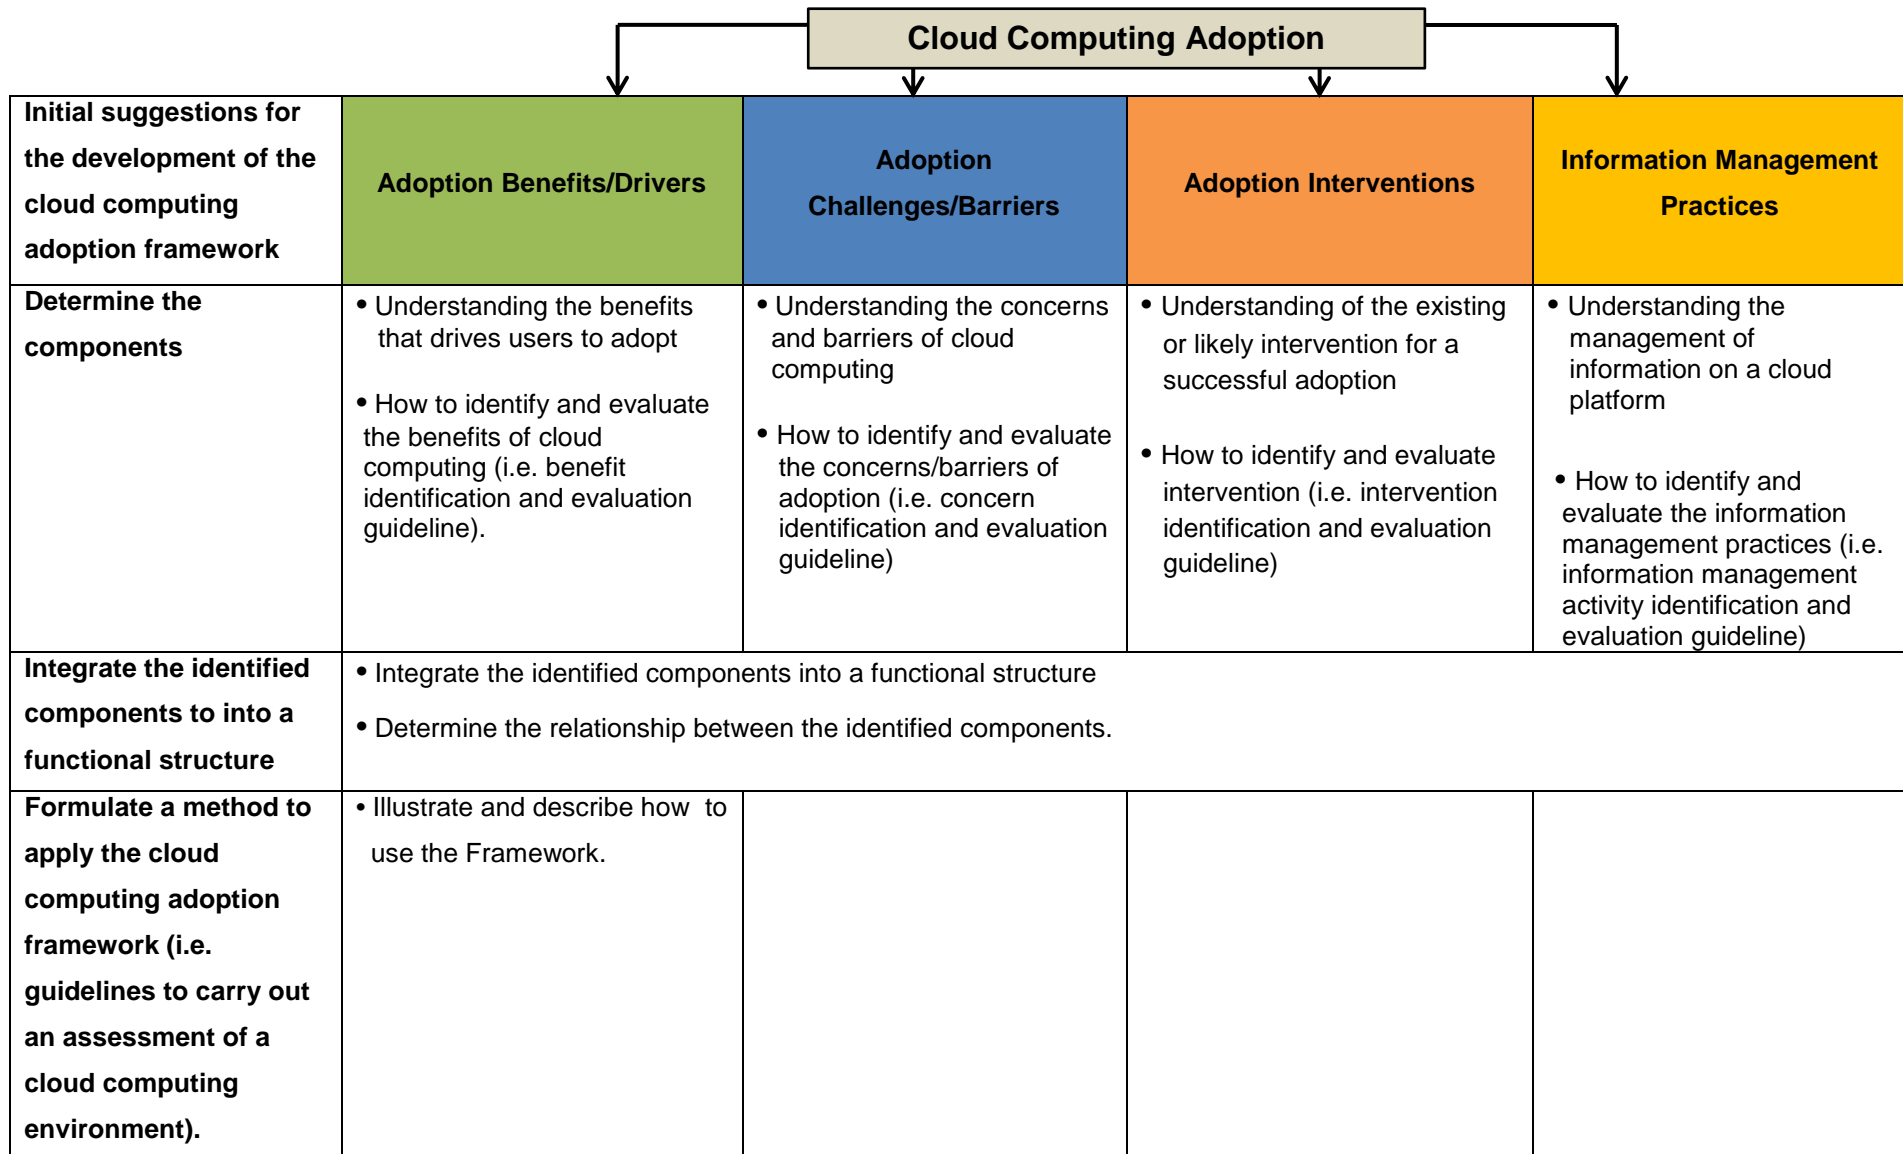 Cloud Computing Adoption
Initial suggestions for
the development of the
cloud computing
adoption framework
Adoption Benefits/Drivers
Adoption
Challenges/Barriers
Adoption Interventions
Information Management
Practices
Determine the
components
• Understanding the benefits
that drives users to adopt
• How to identify and evaluate
the benefits of cloud
computing (i.e. benefit
identification and evaluation
guideline).
• Understanding the concerns
and barriers of cloud
computing
• How to identify and evaluate
the concerns/barriers of
adoption (i.e. concern
identification and evaluation
guideline)
• Understanding of the existing
or likely intervention for a
successful adoption
• How to identify and evaluate
intervention (i.e. intervention
identification and evaluation
guideline)
• Understanding the
management of
information on a cloud
platform
• How to identify and
evaluate the information
management practices (i.e.
information management
activity identification and
evaluation guideline)
Integrate the identified
components to into a
functional structure
• Integrate the identified components into a functional structure
• Determine the relationship between the identified components.
Formulate a method to
apply the cloud
computing adoption
framework (i.e.
guidelines to carry out
an assessment of a
cloud computing
environment).
• Illustrate and describe how to
use the Framework.